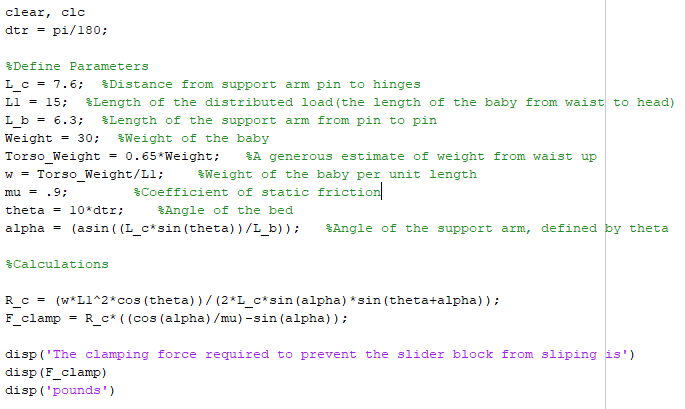 clear, clc
dtr = pi/180;
%Define Parameters
L_c = 7.6;  %Distance from support arm pin to hinges
L1 = 15;  %Length of the distributed load(the length of the baby from waist to head)
L_b = 6.3;  %Length of the support arm from pin to pin
Weight = 30;  %Weight of the baby
Torso_Weight = 0.65*Weight;   %A generous estimate of weight from waist up
w = Torso_Weight/L1;    %Weight of the baby per unit length
mu = .9;         %Coefficient of static friction
theta = 10*dtr;    %Angle of the bed
alpha = (asin((L_c*sin(theta))/L_b));   %Angle of the support arm, defined by theta
%Calculations
R_c = (w*L1^2*cos(theta))/(2*L_c*sin(alpha)*sin(theta+alpha));
F_clamp = R_c*((cos(alpha)/mu)-sin(alpha));
disp('The clamping force required to prevent the slider block from sliping is')
disp(F_clamp)
disp('pounds')